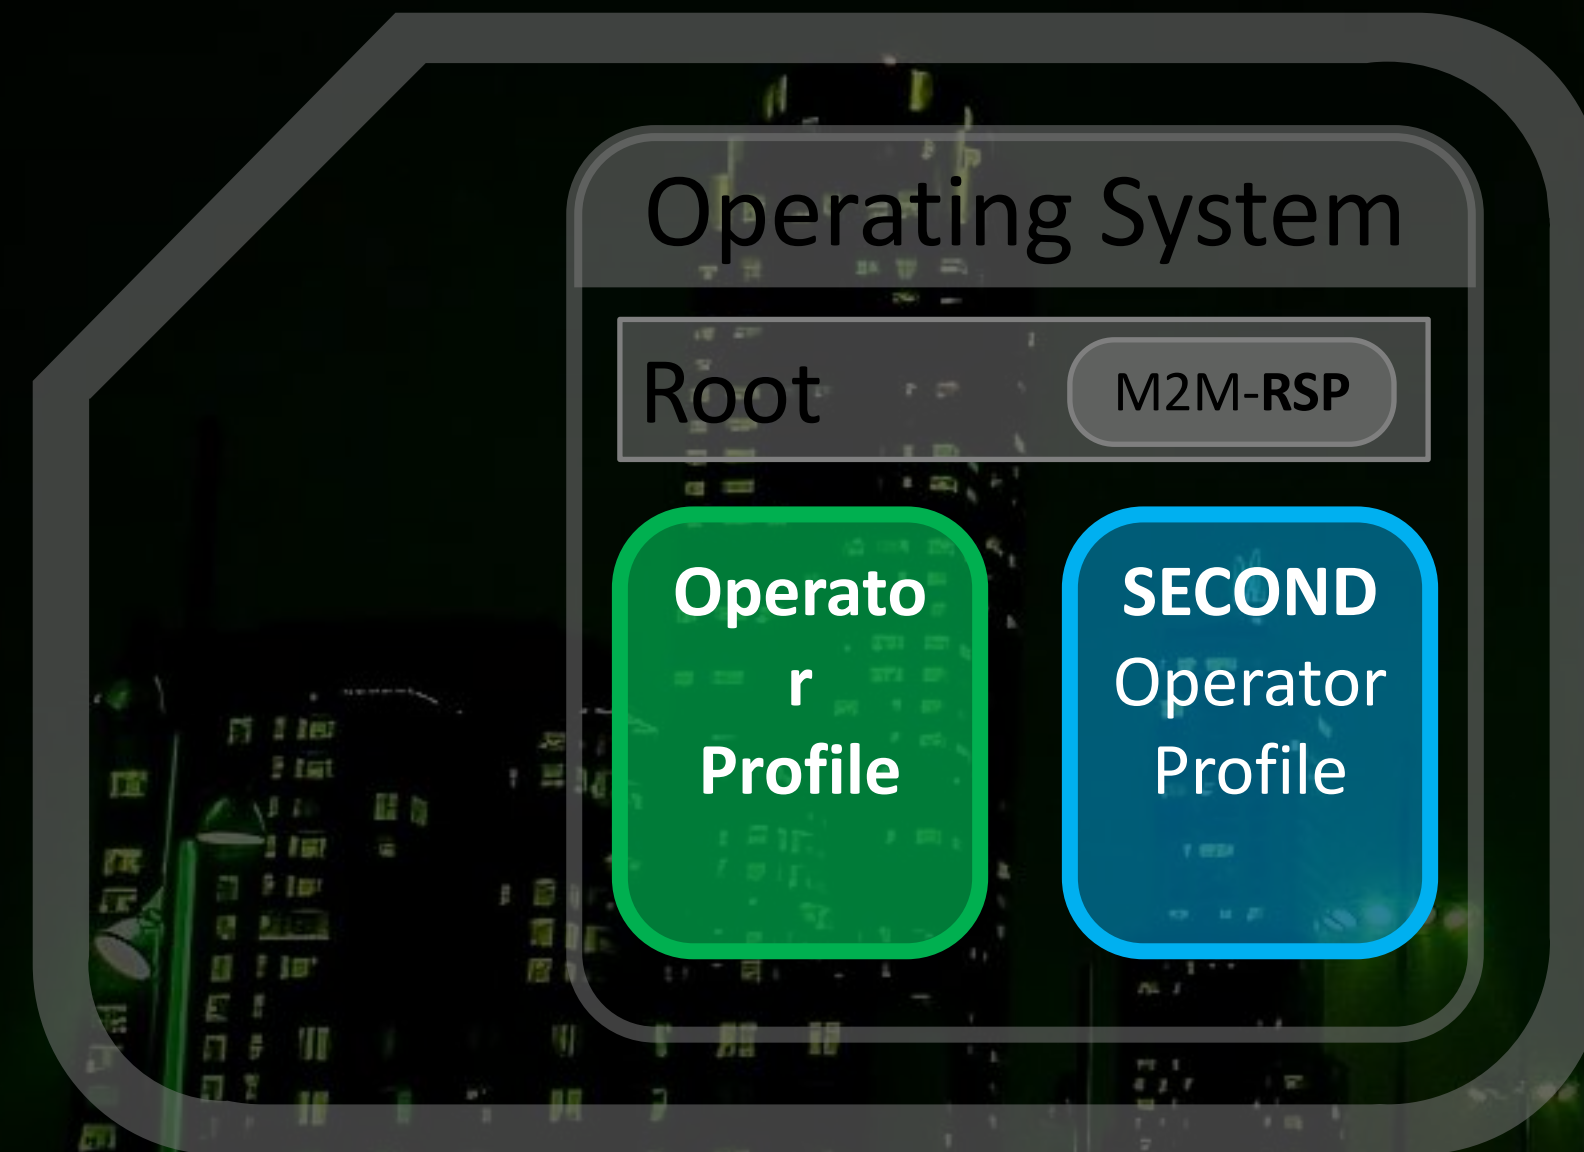 Operating System
Root
M2M-RSP
Operato
r
Profile
SECOND
Operator
Profile